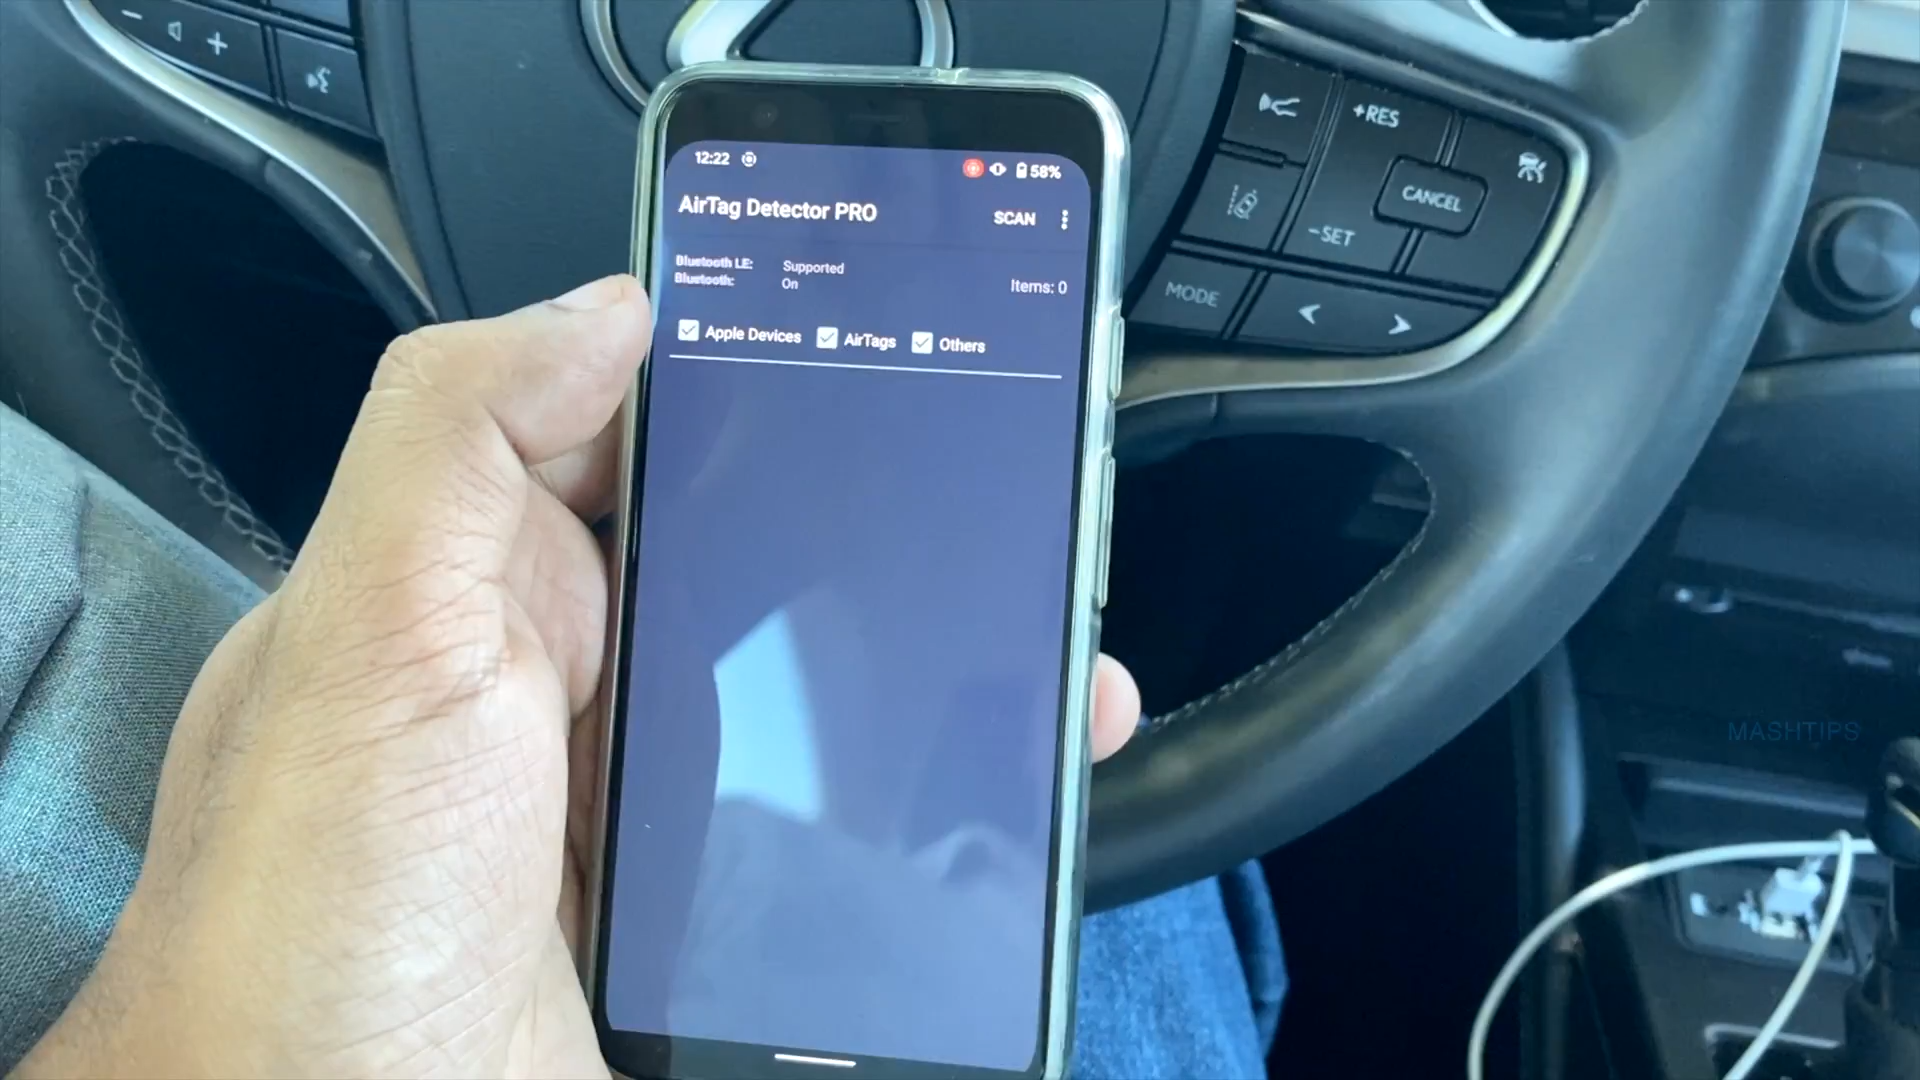 12:22
58%
AirTag Detector PRO
SCAN
Bluetooth LE: Supported
Bluetooth: On
Items: 0
Apple Devices
AirTags
Others
+RES
CANCEL
-SET
MODE
MASHTIPS